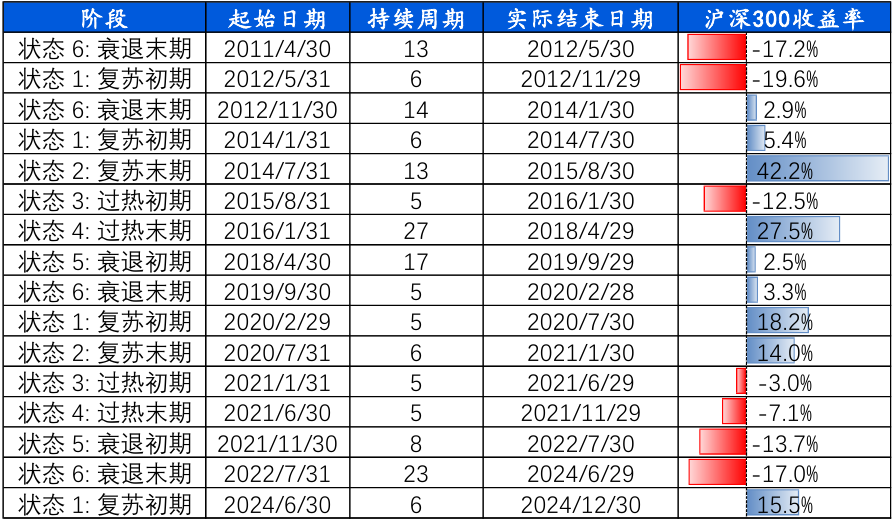 阶段 起始日期 持续周期 实际结束日期 沪深300收益率
状态 6: 衰退末期 2011/4/30 13 2012/5/30 -17.2%
状态 1: 复苏初期 2012/5/31 6 2012/11/29 -19.6%
状态 6: 衰退末期 2012/11/30 14 2014/1/30 2.9%
状态 1: 复苏初期 2014/1/31 6 2014/7/30 5.4%
状态 2: 复苏末期 2014/7/31 13 2015/8/30 42.2%
状态 3: 过热初期 2015/8/31 5 2016/1/30 -12.5%
状态 4: 过热末期 2016/1/31 27 2018/4/29 27.5%
状态 5: 衰退初期 2018/4/30 17 2019/9/29 2.5%
状态 6: 衰退末期 2019/9/30 5 2020/2/28 3.3%
状态 1: 复苏初期 2020/2/29 5 2020/7/30 18.2%
状态 2: 复苏末期 2020/7/31 6 2021/1/30 14.0%
状态 3: 过热初期 2021/1/31 5 2021/6/29 -3.0%
状态 4: 过热末期 2021/6/30 5 2021/11/29 -7.1%
状态 5: 衰退初期 2021/11/30 8 2022/7/30 -13.7%
状态 6: 衰退末期 2022/7/31 23 2024/6/29 -17.0%
状态 1: 复苏初期 2024/6/30 6 2024/12/30 15.5%